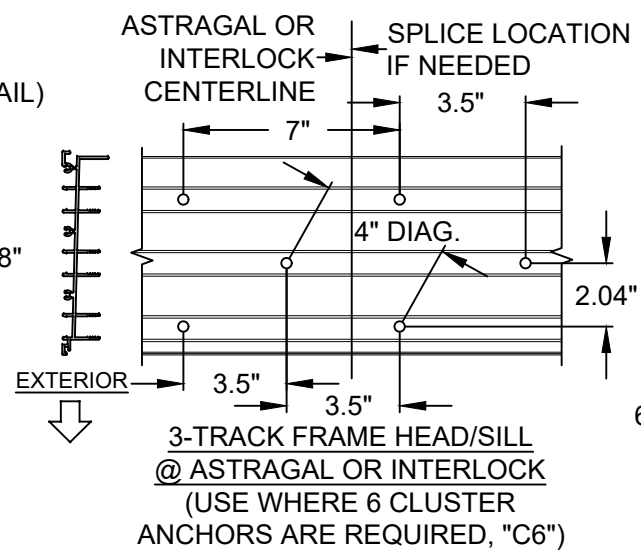 ASTRAGAL OR
INTERLOCK
CENTERLINE
SPLICE LOCATION
IF NEEDED
AIL)
3.5"
7"
4" DIAG.
8"
2.04"
EXTERIOR
3.5"
3.5"
6
3-TRACK FRAME HEAD/SILL
@ ASTRAGAL OR INTERLOCK
(USE WHERE 6 CLUSTER
ANCHORS ARE REQUIRED, "C6")